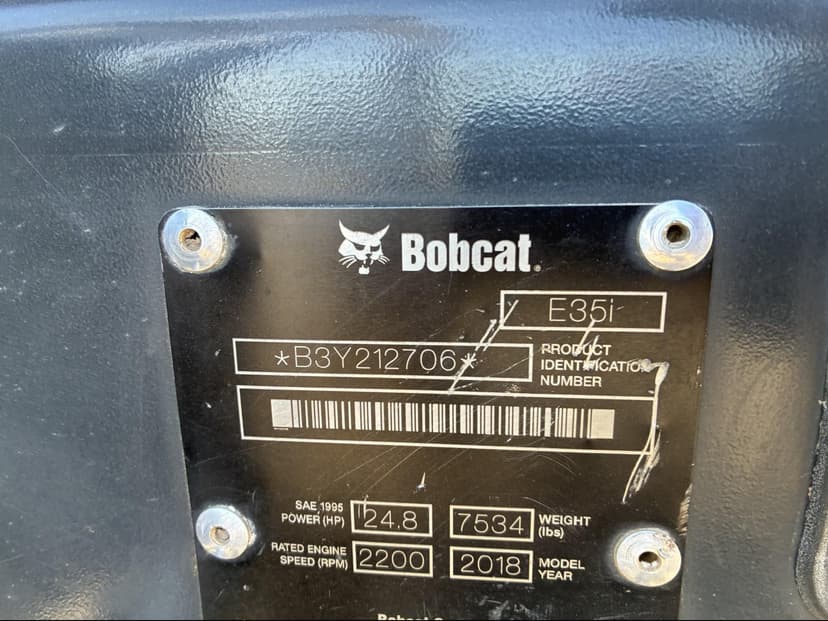 Bobcat.
E35i
*B3Y212706*
PRODUCT
IDENTIFICATION
NUMBER
SAE 1995
POWER (HP)
24.8
7534
WEIGHT
(lbs)
RATED ENGINE
SPEED (RPM)
2200
2018
MODEL
YEAR
Bobcat